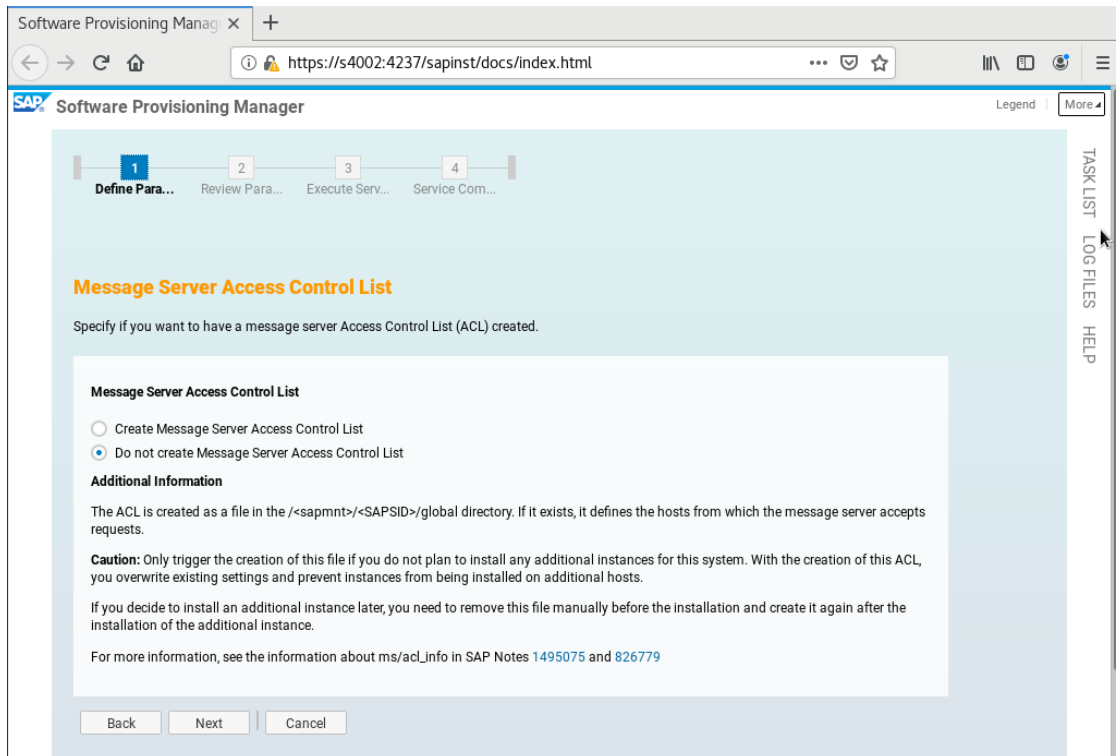 Software Provisioning Manag
https://s4002:4237/sapinst/docs/index.html
SAP Software Provisioning Manager
Legend
More
1
2
3
4
Define Para...
Review Para...
Execute Serv...
Service Com...
TASK LIST
LOG FILES
HELP
Message Server Access Control List
Specify if you want to have a message server Access Control List (ACL) created.
Message Server Access Control List
Create Message Server Access Control List
Do not create Message Server Access Control List
Additional Information
The ACL is created as a file in the /<sapmnt>/<SAPSID>/global directory. If it exists, it defines the hosts from which the message server accepts
requests.
Caution: Only trigger the creation of this file if you do not plan to install any additional instances for this system. With the creation of this ACL,
you overwrite existing settings and prevent instances from being installed on additional hosts.
If you decide to install an additional instance later, you need to remove this file manually before the installation and create it again after the
installation of the additional instance.
For more information, see the information about ms/acl_info in SAP Notes 1495075 and 826779
Back
Next
Cancel